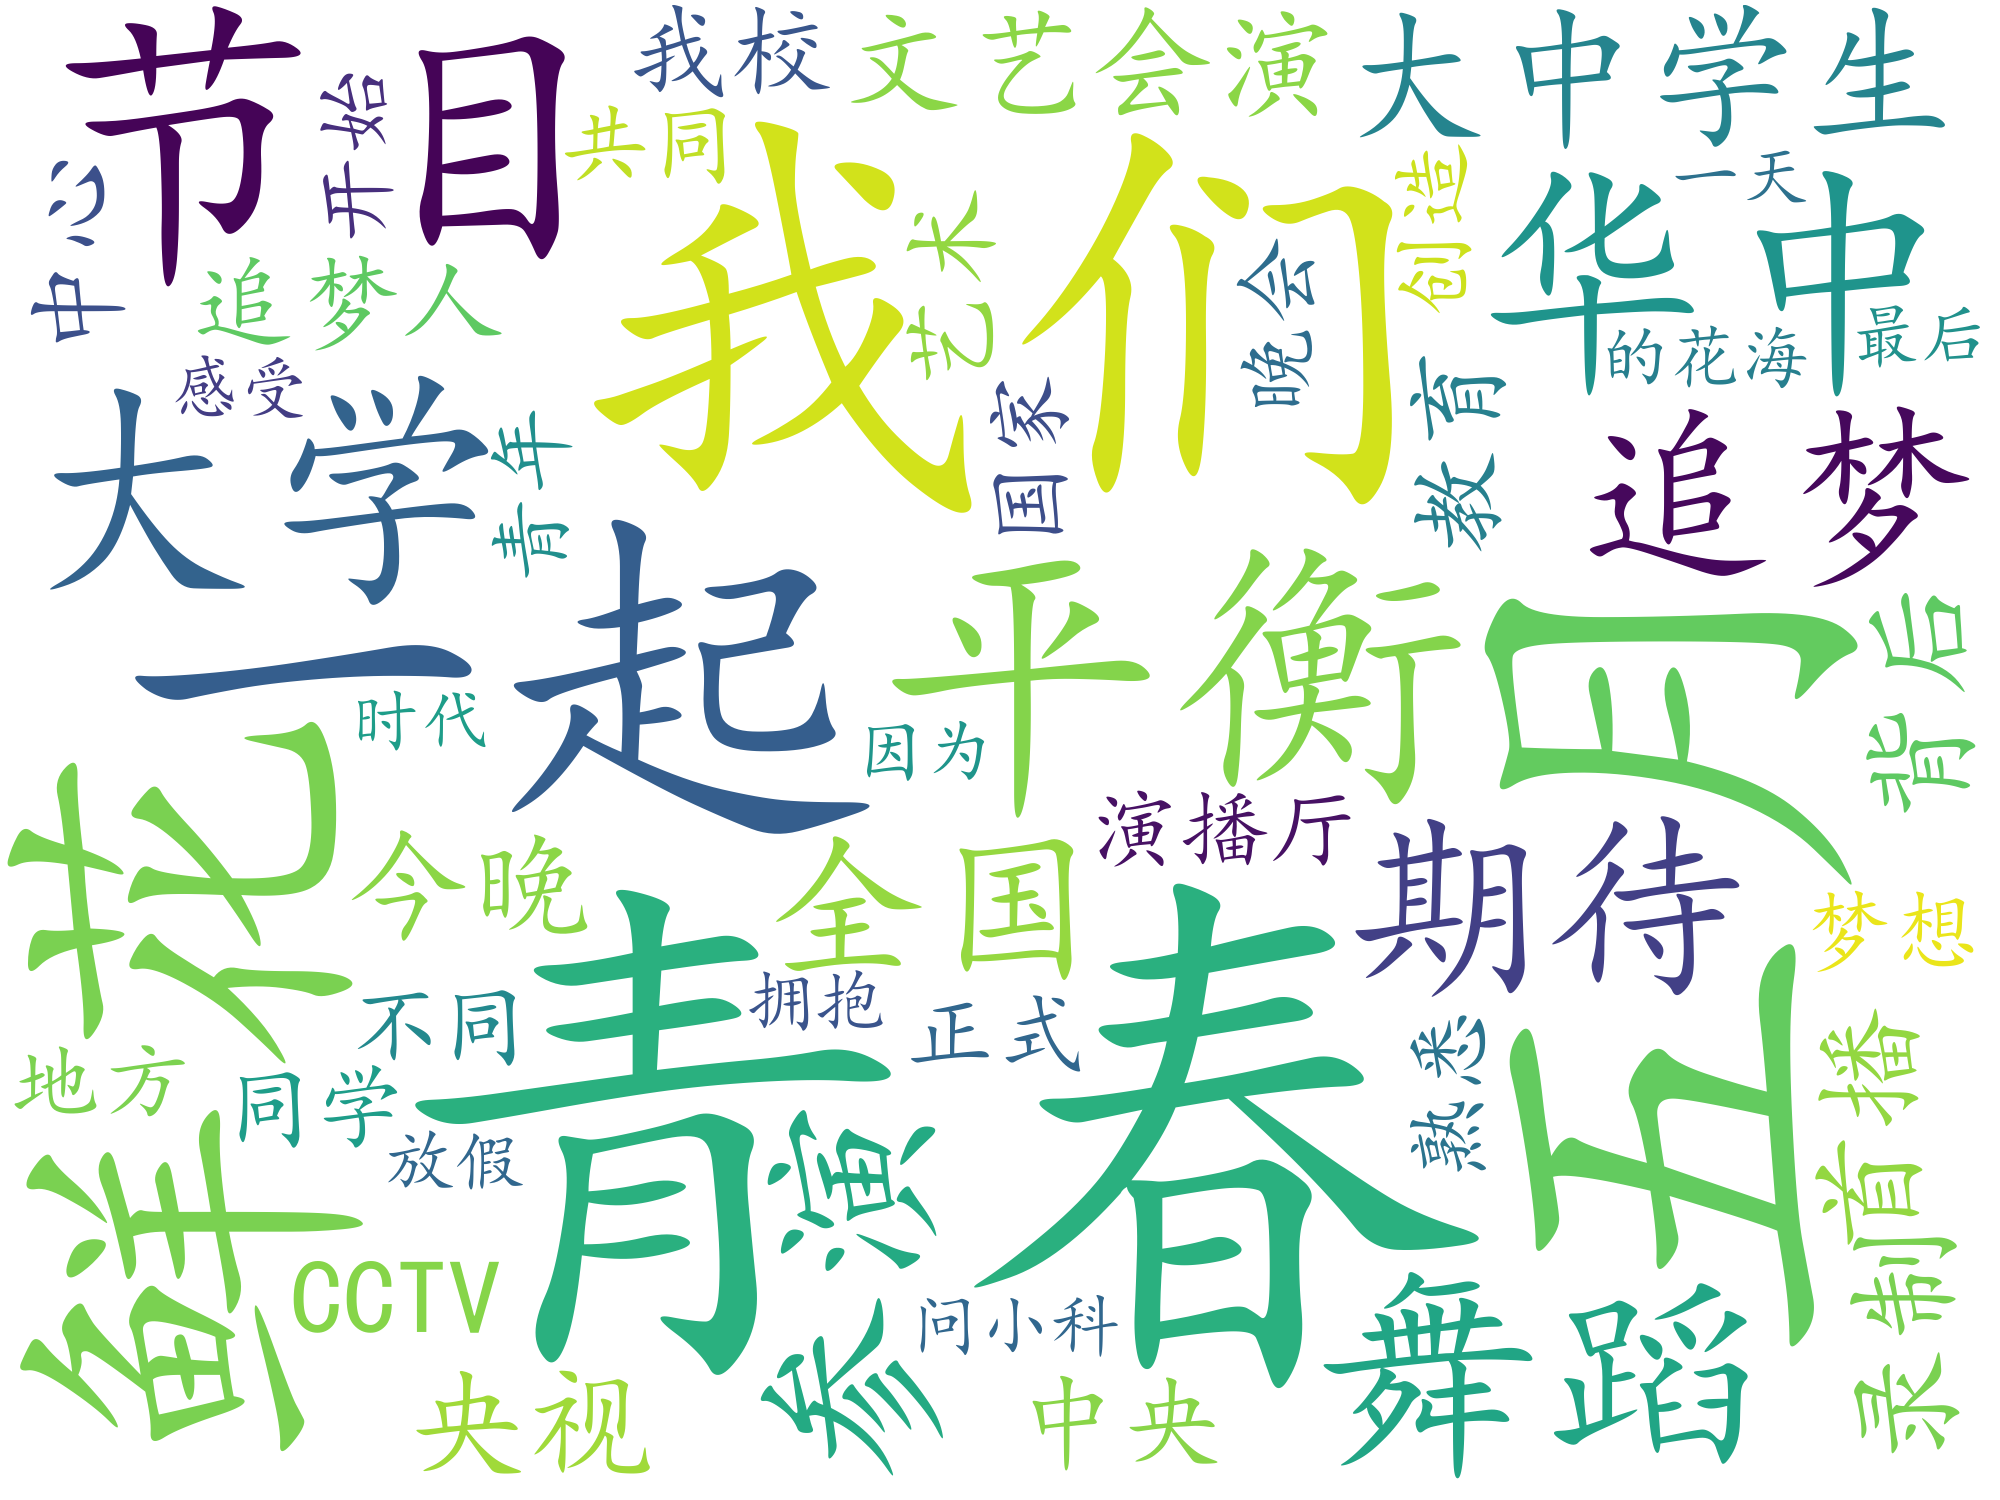 节目
我校
文艺会演
大中学生
开始
共同
我们
创造
一天
中心
艺术
华中
追梦人
晚会
的花海
最后
感受
国家
教育
大学
青年
追梦
一起
平衡
五月
背后
时代
因为
鲜花
今晚
全国
演播厅
期待
梦想
青春
不同
拥抱
正式
熟悉
直播
地方
同学
放假
参演
CCTV
问小科
舞蹈
录制
央视
中央